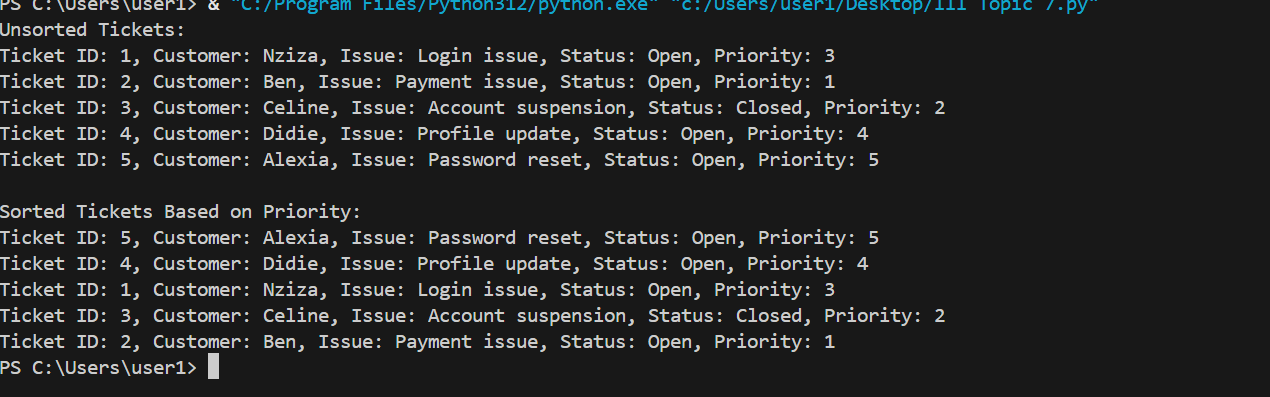 PS C:\Users\user1> & "C:/Program Files/Python312/python.exe" "c:/Users/user1/Desktop/III Topic 7.py"
Unsorted Tickets:
Ticket ID: 1, Customer: Nziza, Issue: Login issue, Status: Open, Priority: 3
Ticket ID: 2, Customer: Ben, Issue: Payment issue, Status: Open, Priority: 1
Ticket ID: 3, Customer: Celine, Issue: Account suspension, Status: Closed, Priority: 2
Ticket ID: 4, Customer: Didie, Issue: Profile update, Status: Open, Priority: 4
Ticket ID: 5, Customer: Alexia, Issue: Password reset, Status: Open, Priority: 5

Sorted Tickets Based on Priority:
Ticket ID: 5, Customer: Alexia, Issue: Password reset, Status: Open, Priority: 5
Ticket ID: 4, Customer: Didie, Issue: Profile update, Status: Open, Priority: 4
Ticket ID: 1, Customer: Nziza, Issue: Login issue, Status: Open, Priority: 3
Ticket ID: 3, Customer: Celine, Issue: Account suspension, Status: Closed, Priority: 2
Ticket ID: 2, Customer: Ben, Issue: Payment issue, Status: Open, Priority: 1
PS C:\Users\user1>